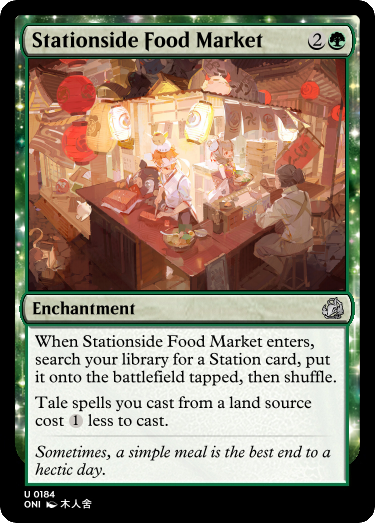 Stationside Food Market 2
Enchantment
When Stationside Food Market enters,
search your library for a Station card, put
it onto the battlefield tapped, then shuffle.
Tale spells you cast from a land source
cost 1 less to cast.
Sometimes, a simple meal is the best end to a
hectic day.
U 0184
ONI 木人舍